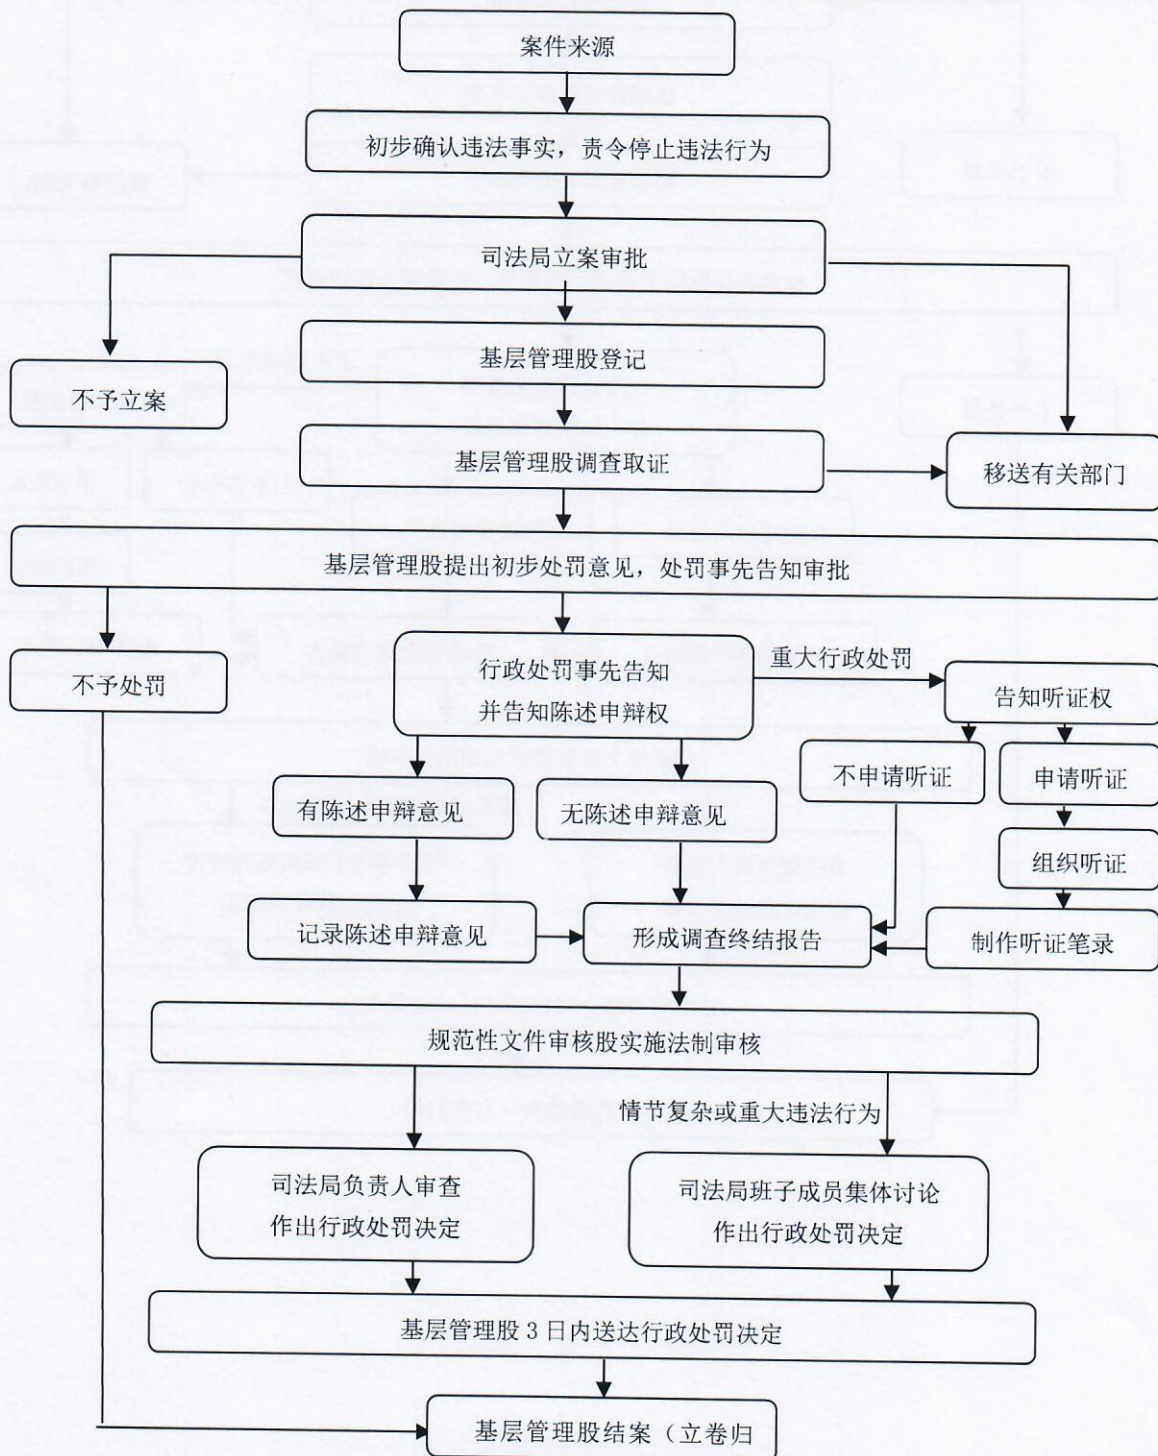 案件来源
初步确认违法事实，责令停止违法行为
司法局立案审批
基层管理股登记
不予立案
基层管理股调查取证
移送有关部门
基层管理股提出初步处罚意见，处罚事先告知审批
不予处罚
行政处罚事先告知
并告知陈述申辩权
重大行政处罚
告知听证权
不申请听证
申请听证
有陈述申辩意见
无陈述申辩意见
组织听证
记录陈述申辩意见
形成调查终结报告
制作听证笔录
规范性文件审核股实施法制审核
情节复杂或重大违法行为
司法局负责人审查
作出行政处罚决定
司法局班子成员集体讨论
作出行政处罚决定
基层管理股 3 日内送达行政处罚决定
基层管理股结案（立卷归